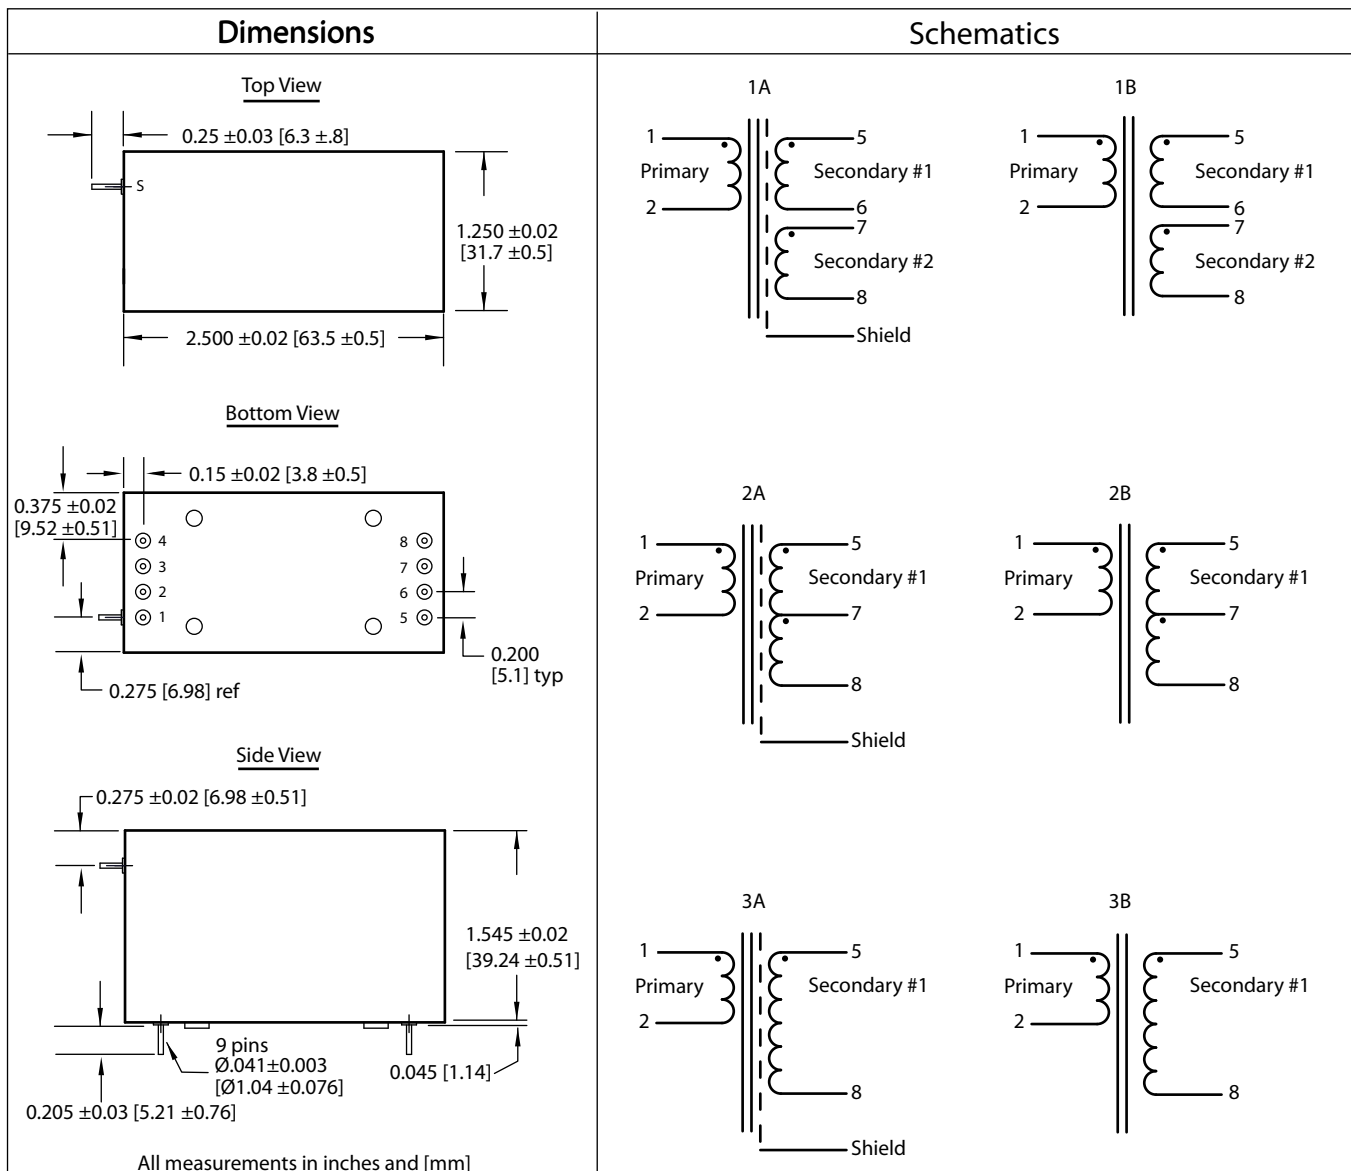 Dimensions
Schematics
Top View
0.25 ±0.03 [6.3 ±.8]
S
1.250 ±0.02
[31.7 ±0.5]
2.500 ±0.02 [63.5 ±0.5]
Bottom View
0.15 ±0.02 [3.8 ±0.5]
0.375 ±0.02
[9.52 ±0.51]
4
3
2
1
8
7
6
5
0.200
[5.1] typ
0.275 [6.98] ref
Side View
0.275 ±0.02 [6.98 ±0.51]
1.545 ±0.02
[39.24 ±0.51]
9 pins
Ø.041±0.003
[Ø1.04 ±0.076]
0.045 [1.14]
0.205 ±0.03 [5.21 ±0.76]
All measurements in inches and [mm]
1A
1
Primary
2
5
Secondary #1
6
7
Secondary #2
8
Shield
1B
1
Primary
2
5
Secondary #1
6
7
Secondary #2
8
2A
1
Primary
2
5
Secondary #1
7
8
Shield
2B
1
Primary
2
5
Secondary #1
7
8
3A
1
Primary
2
5
Secondary #1
8
Shield
3B
1
Primary
2
5
Secondary #1
8